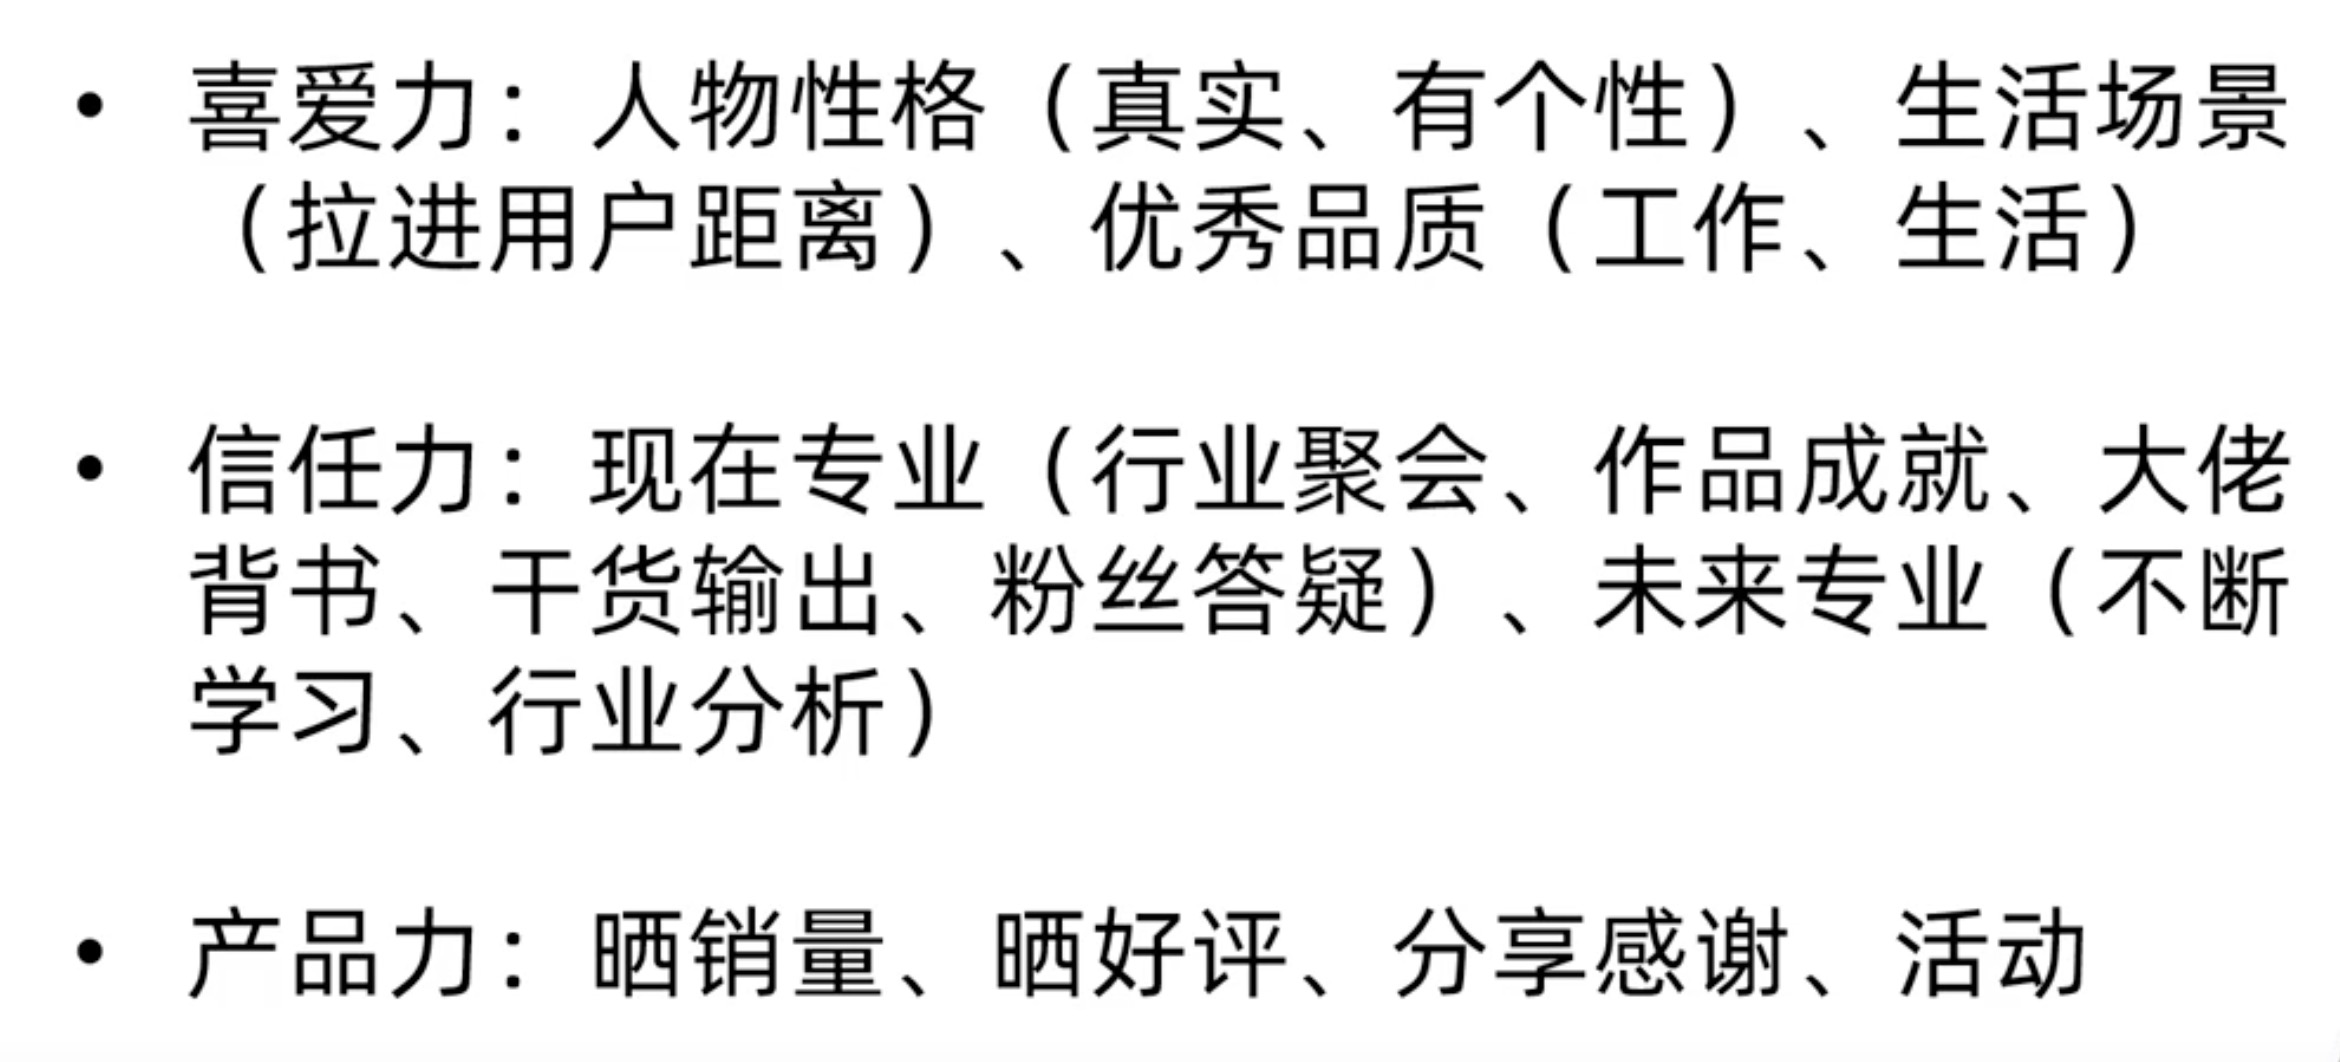 • 喜爱力：人物性格（真实、有个性）、生活场景
（拉进用户距离）、优秀品质（工作、生活）
• 信任力：现在专业（行业聚会、作品成就、大佬
背书、干货输出、粉丝答疑）、未来专业（不断
学习、行业分析）
• 产品力：晒销量、晒好评、分享感谢、活动